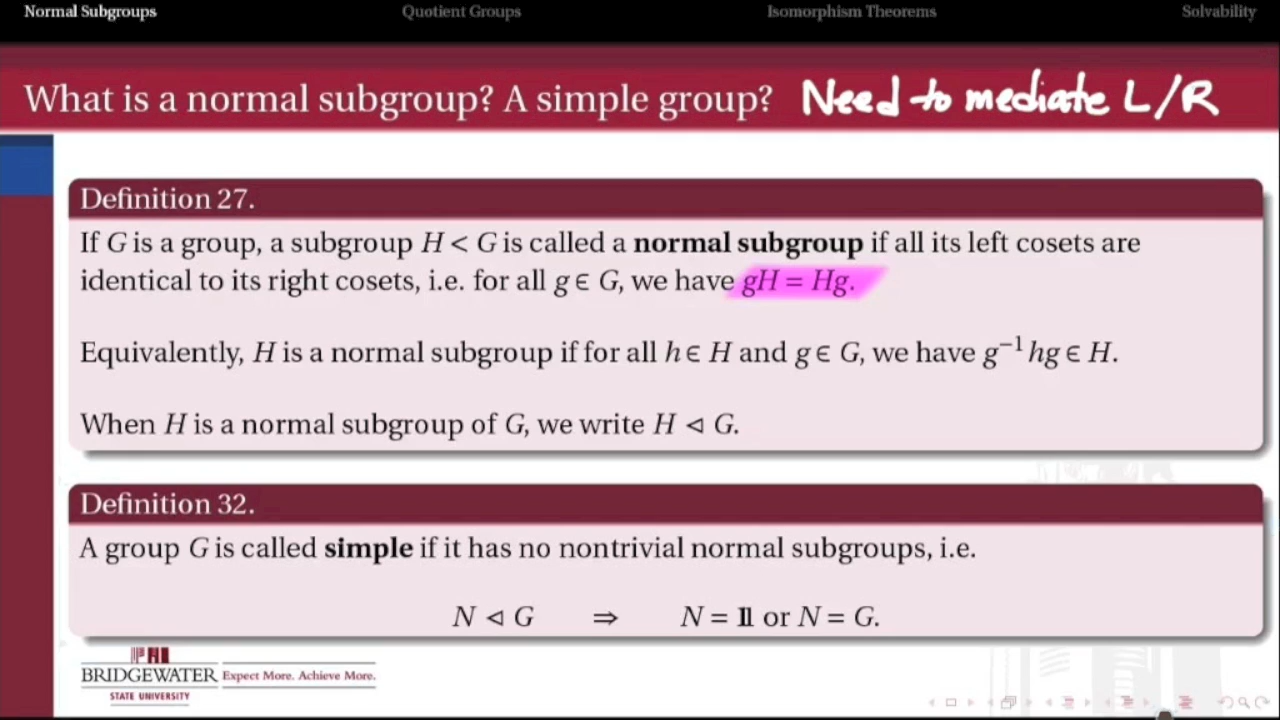 Normal Subgroups Quotient Groups Isomorphism Theorems Solvability
What is a normal subgroup? A simple group? Need to mediate L/R
Definition 27.
If G is a group, a subgroup H < G is called a normal subgroup if all its left cosets are
identical to its right cosets, i.e. for all g ∈ G, we have gH = Hg.
Equivalently, H is a normal subgroup if for all h ∈ H and g ∈ G, we have g⁻¹hg ∈ H.
When H is a normal subgroup of G, we write H ⊲ G.
Definition 32.
A group G is called simple if it has no nontrivial normal subgroups, i.e.
N ⊲ G ⇒ N = 𝟙 or N = G.
BRIDGEWATER Expect More. Achieve More.
STATE UNIVERSITY